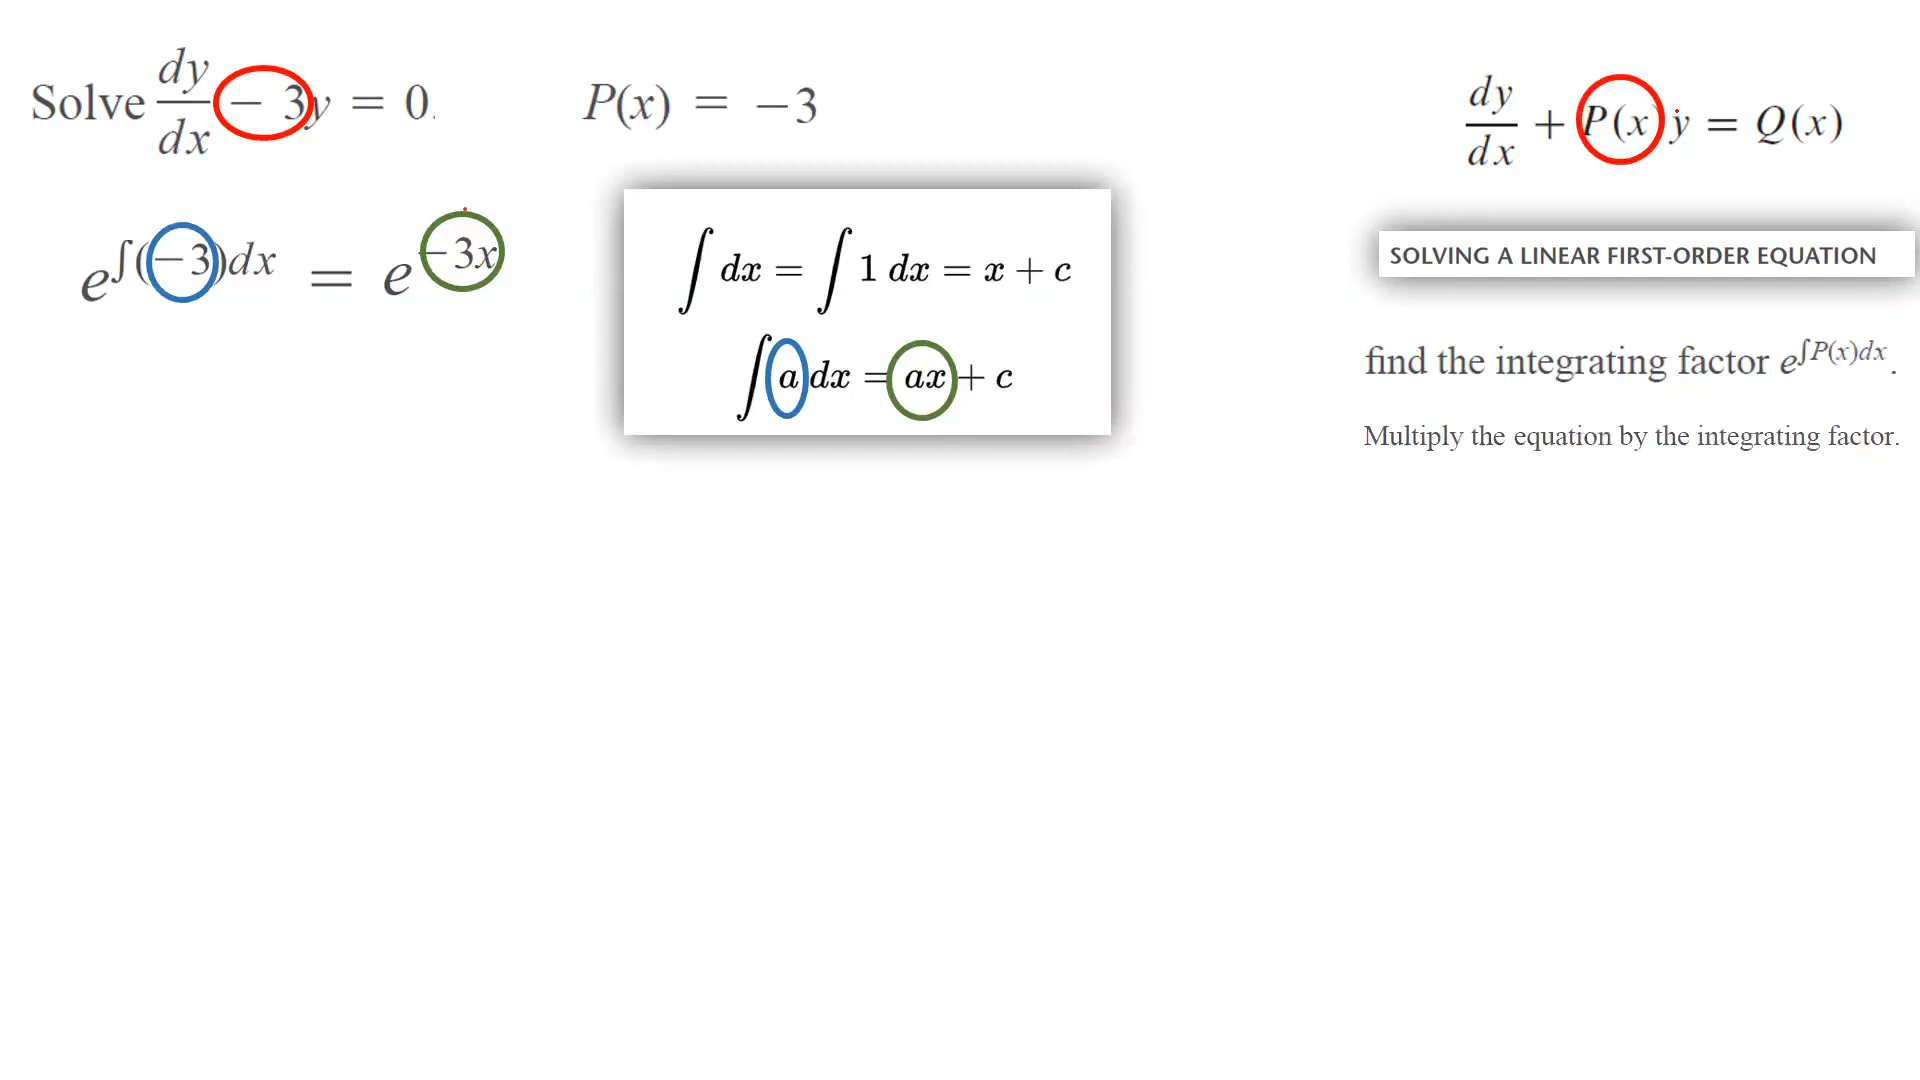 Solve dy/dx − 3y = 0.
P(x) = −3
dy/dx + P(x) y = Q(x)
e^∫(−3)dx = e^−3x
∫ dx = ∫ 1 dx = x + c
∫ a dx = ax + c
SOLVING A LINEAR FIRST-ORDER EQUATION
find the integrating factor e^∫P(x)dx.
Multiply the equation by the integrating factor.